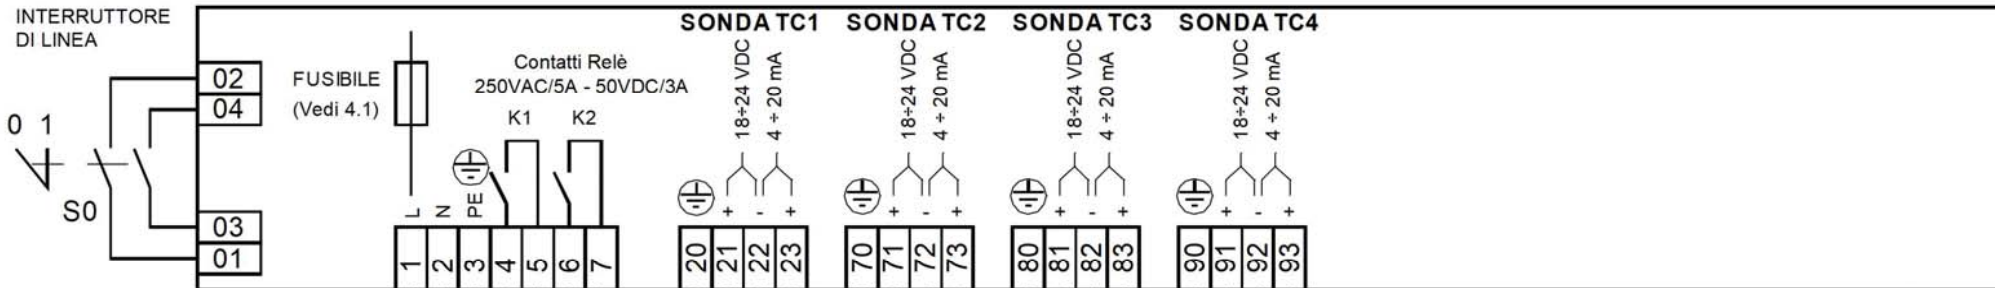 INTERRUTTORE
DI LINEA
02
04
0 1
S0
03
01
FUSIBILE
(Vedi 4.1)
Contatti Relè
250VAC/5A - 50VDC/3A
K1 K2
L N PE
1 2 3 4 5 6 7
SONDA TC1
18÷24 VDC
4 ÷ 20 mA
+ - +
20 21 22 23
SONDA TC2
18÷24 VDC
4 ÷ 20 mA
+ - +
70 71 72 73
SONDA TC3
18÷24 VDC
4 ÷ 20 mA
+ - +
80 81 82 83
SONDA TC4
18÷24 VDC
4 ÷ 20 mA
+ - +
90 91 92 93